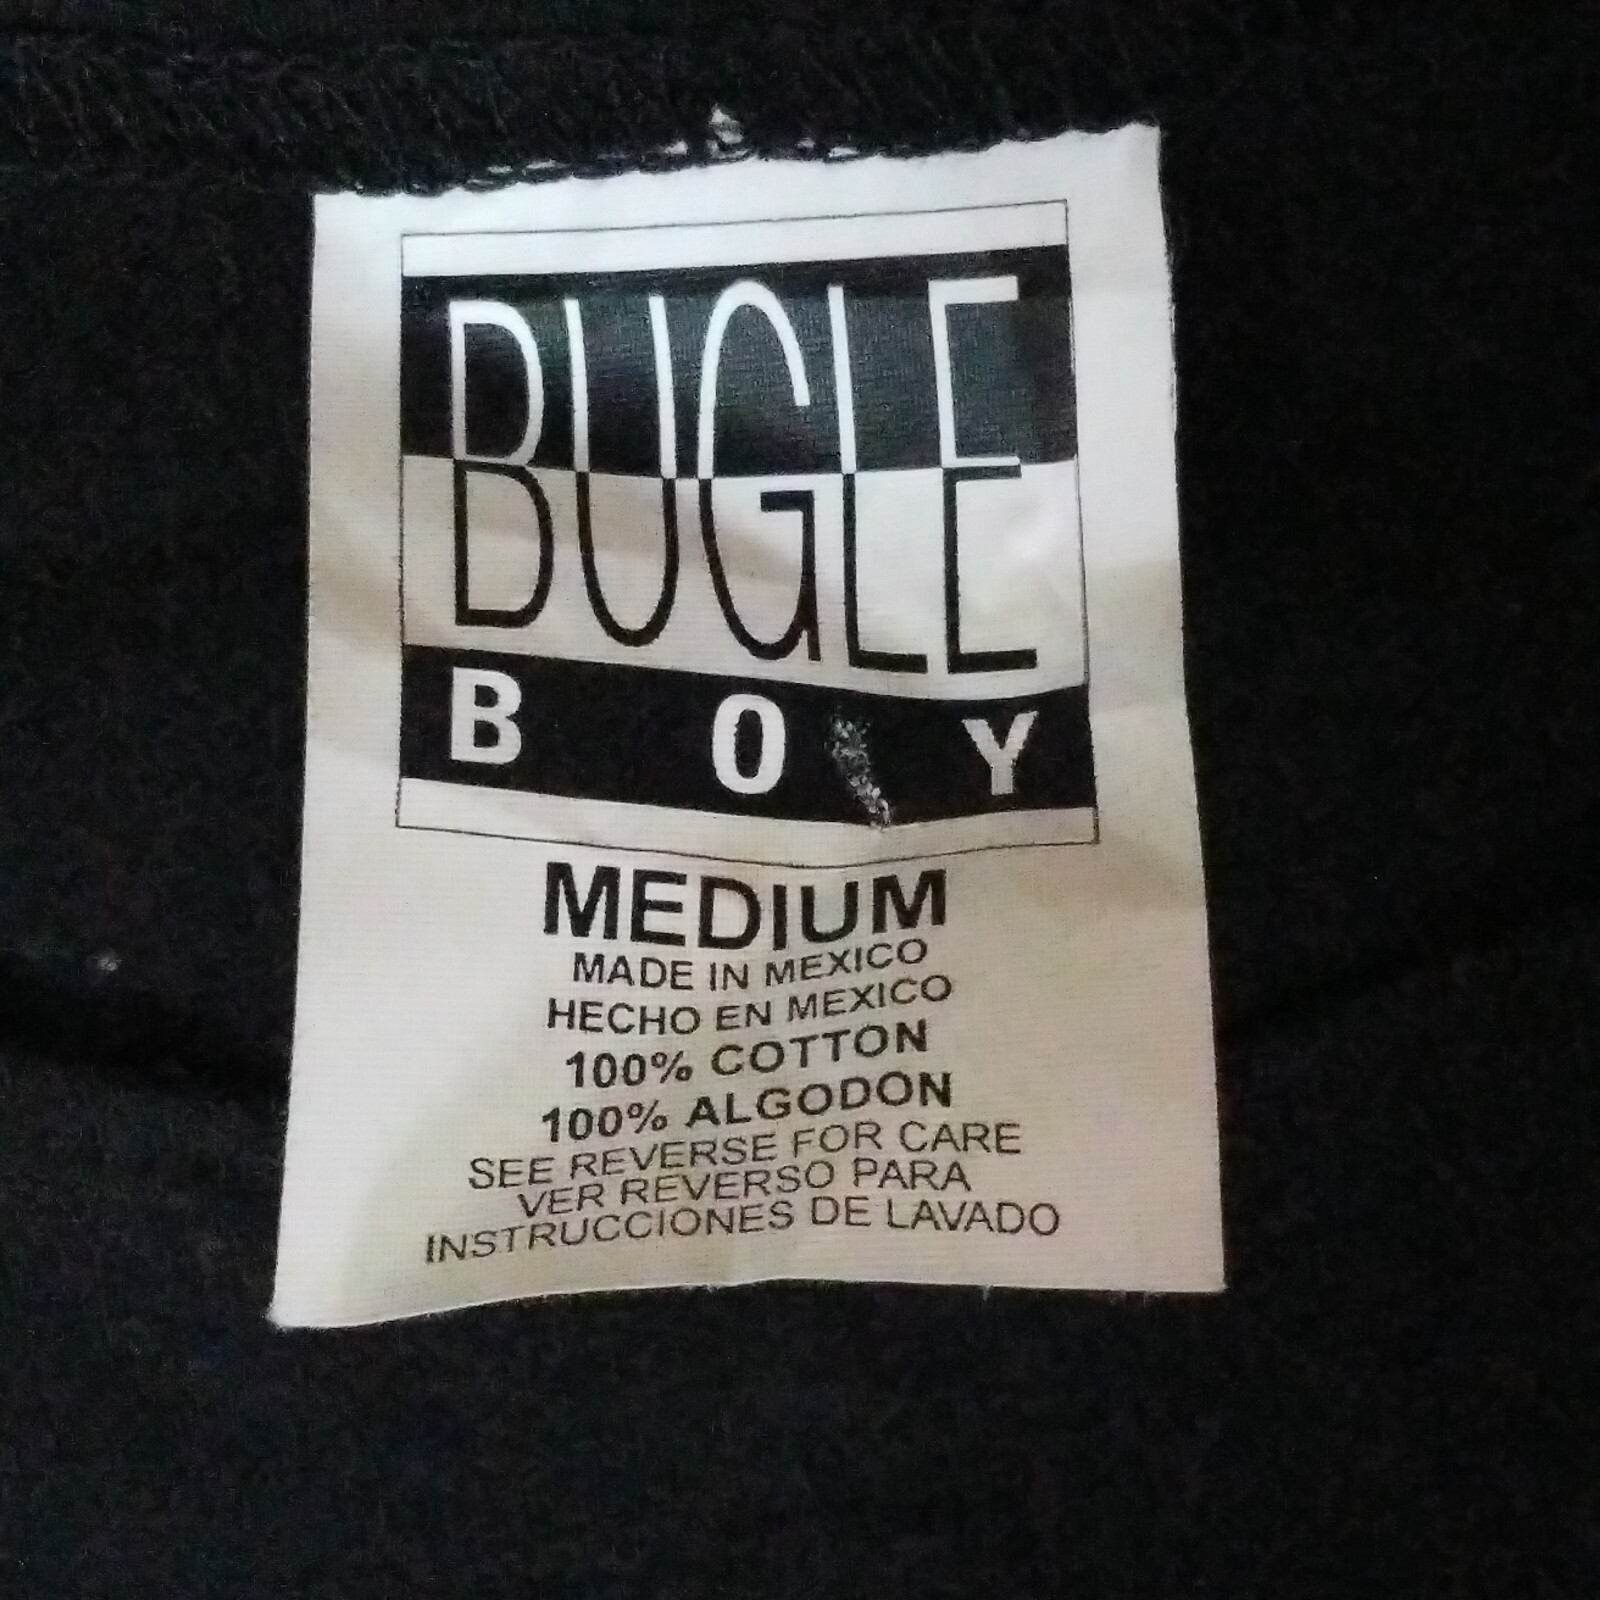 BUGLE
BOY
MEDIUM
MADE IN MEXICO
HECHO EN MEXICO
100% COTTON
100% ALGODON
SEE REVERSE FOR CARE
VER REVERSO PARA
INSTRUCCIONES DE LAVADO